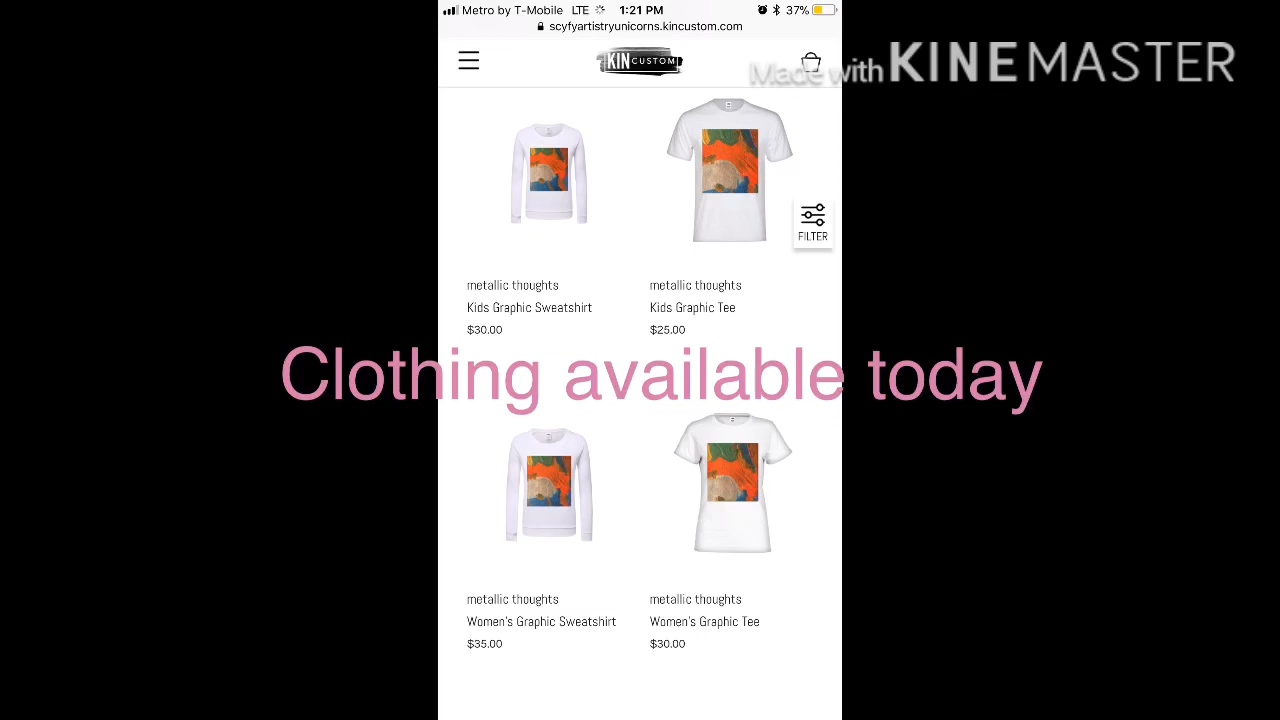 Metro by T-Mobile LTE 1:21 PM 37%
scyfyartistryunicorns.kincustom.com
KIN CUSTOM
Made with KINEMASTER
FILTER
metallic thoughts
Kids Graphic Sweatshirt
$30.00
metallic thoughts
Kids Graphic Tee
$25.00
Clothing available today
metallic thoughts
Women's Graphic Sweatshirt
$35.00
metallic thoughts
Women's Graphic Tee
$30.00